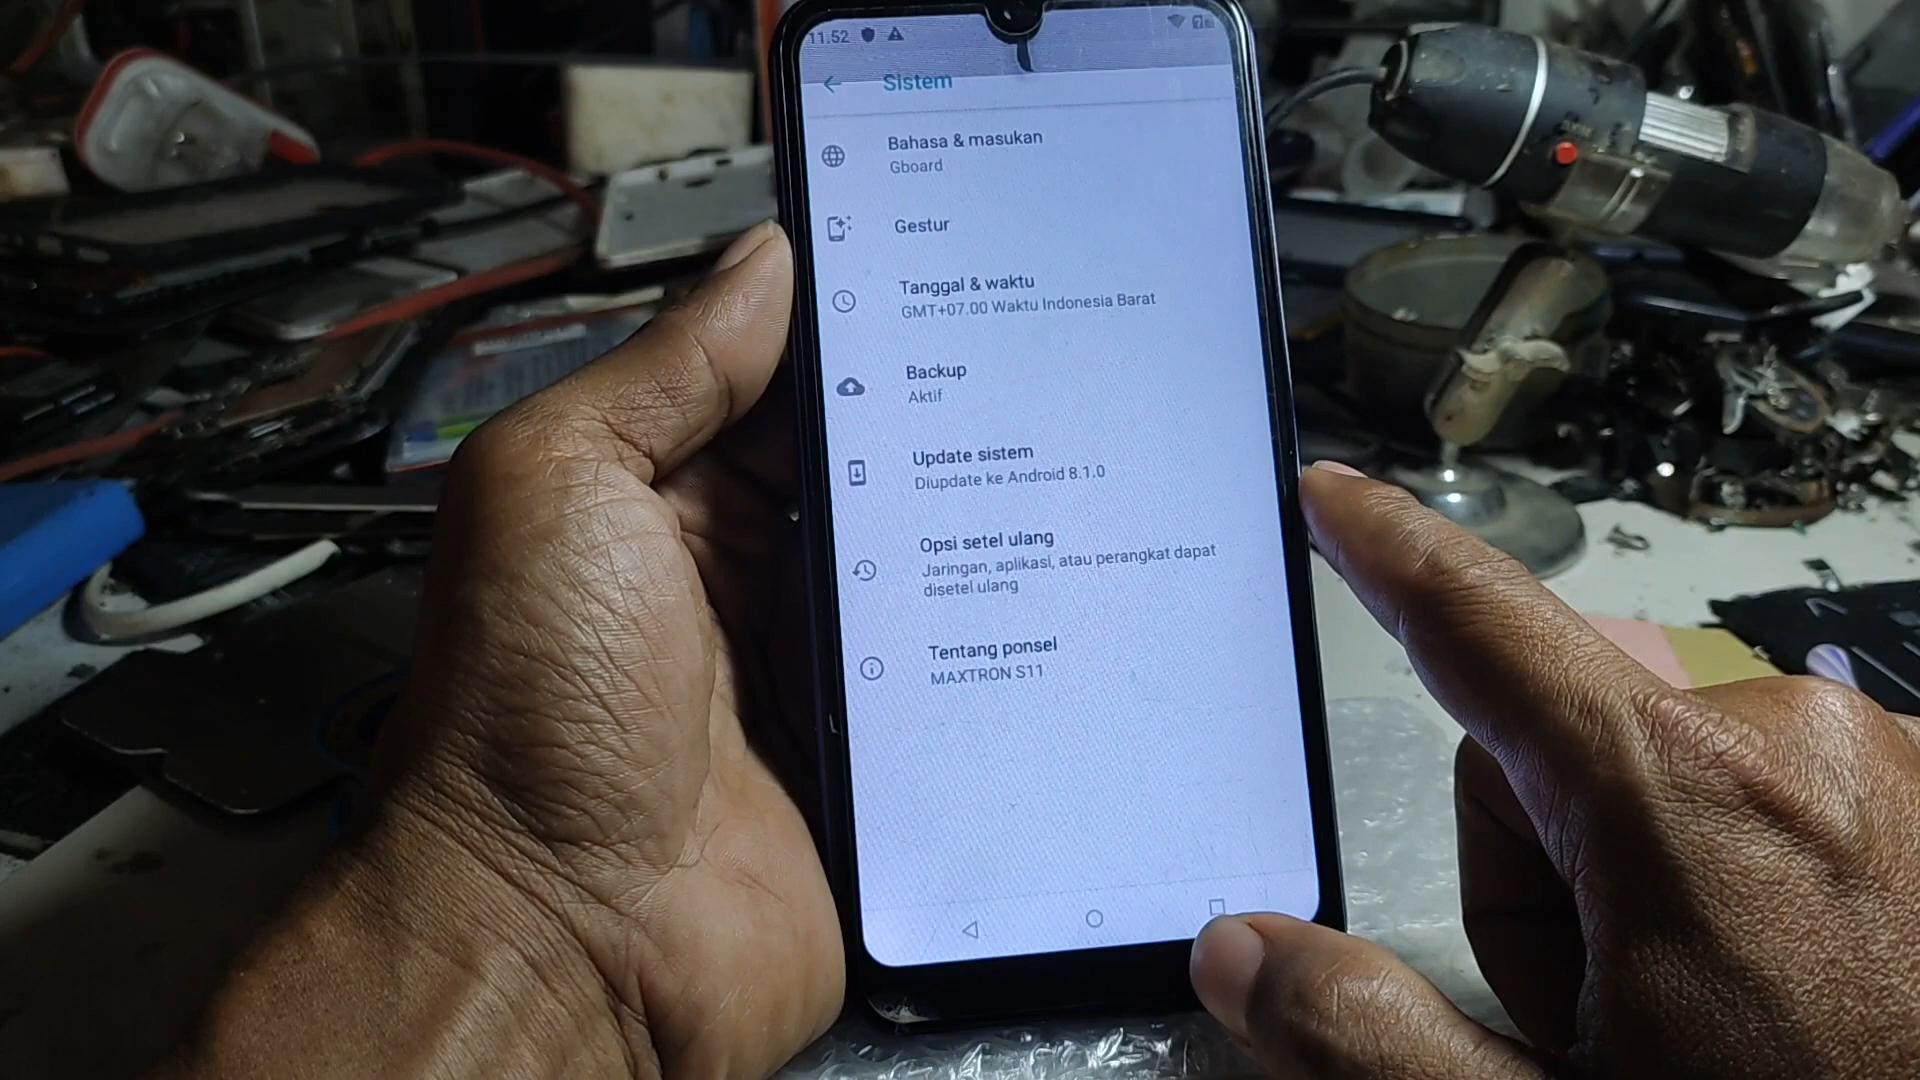 11.52
Sistem
Bahasa & masukan
Gboard
Gestur
Tanggal & waktu
GMT+07.00 Waktu Indonesia Barat
Backup
Aktif
Update sistem
Diupdate ke Android 8.1.0
Opsi setel ulang
Jaringan, aplikasi, atau perangkat dapat
disetel ulang
Tentang ponsel
MAXTRON S11